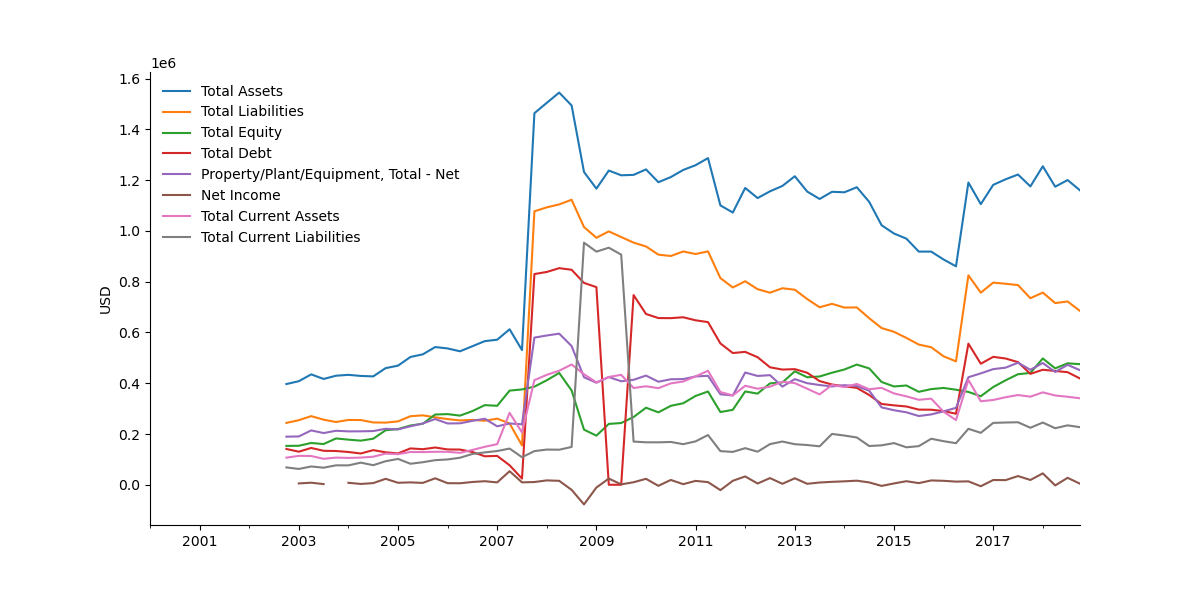 1e6
1.6
1.4
1.2
1.0
0.8
0.6
0.4
0.2
0.0
USD
Total Assets
Total Liabilities
Total Equity
Total Debt
Property/Plant/Equipment, Total - Net
Net Income
Total Current Assets
Total Current Liabilities
2001 2003 2005 2007 2009 2011 2013 2015 2017